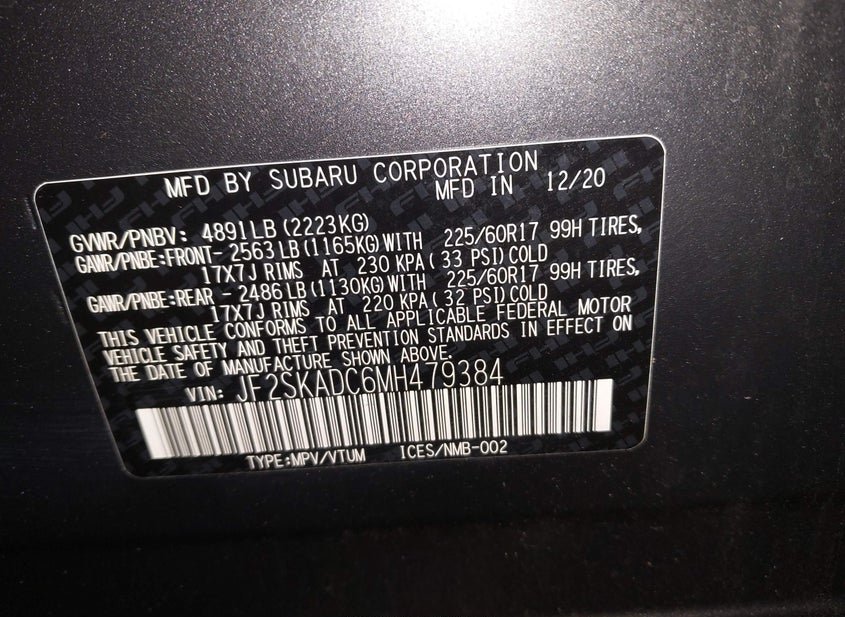 MFD BY SUBARU CORPORATION
MFD IN 12/20
GVWR/PNBV: 4891LB (2223KG)
GAWR/PNBE:FRONT- 2563LB (1165KG) WITH 225/60R17 99H TIRES,
17X7J RIMS AT 230 KPA ( 33 PSI) COLD
GAWR/PNBE:REAR - 2486LB (1130KG) WITH 225/60R17 99H TIRES,
17X7J RIMS AT 220 KPA ( 32 PSI) COLD
THIS VEHICLE CONFORMS TO ALL APPLICABLE FEDERAL MOTOR
VEHICLE SAFETY AND THEFT PREVENTION STANDARDS IN EFFECT ON
THE DATE OF MANUFACTURE SHOWN ABOVE.
VIN: JF2SKADC6MH479384
TYPE:MPV/VTUM ICES/NMB-002